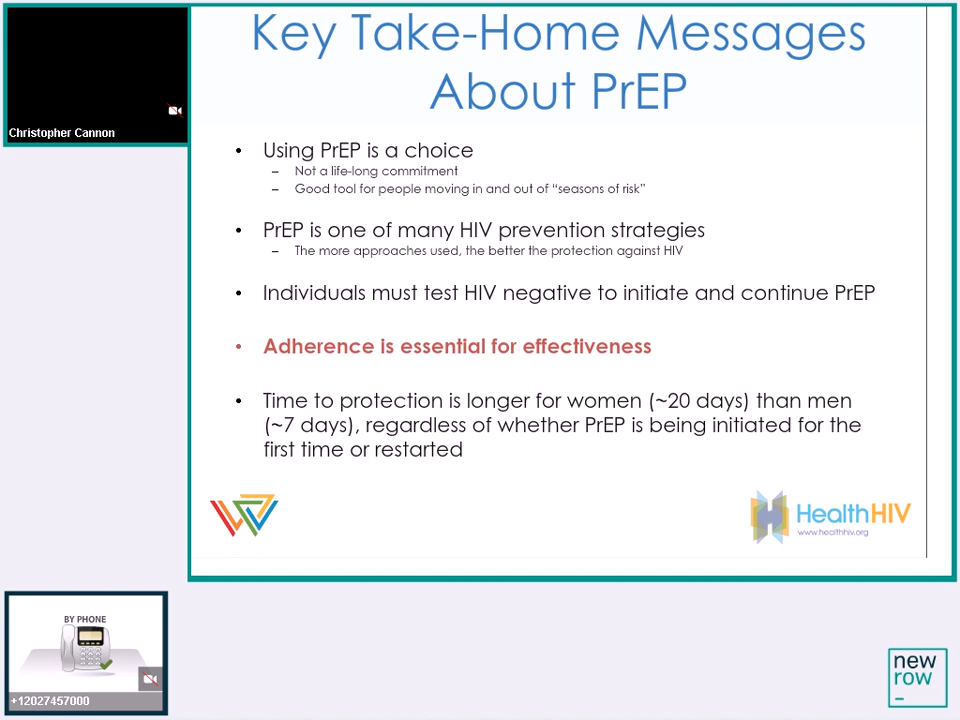 Key Take-Home Messages
About PrEP
Christopher Cannon
• Using PrEP is a choice
– Not a life-long commitment
– Good tool for people moving in and out of “seasons of risk”
• PrEP is one of many HIV prevention strategies
– The more approaches used, the better the protection against HIV
• Individuals must test HIV negative to initiate and continue PrEP
• Adherence is essential for effectiveness
• Time to protection is longer for women (~20 days) than men
(~7 days), regardless of whether PrEP is being initiated for the
first time or restarted
HealthHIV
www.healthhiv.org
BY PHONE
+12027457000
new
row